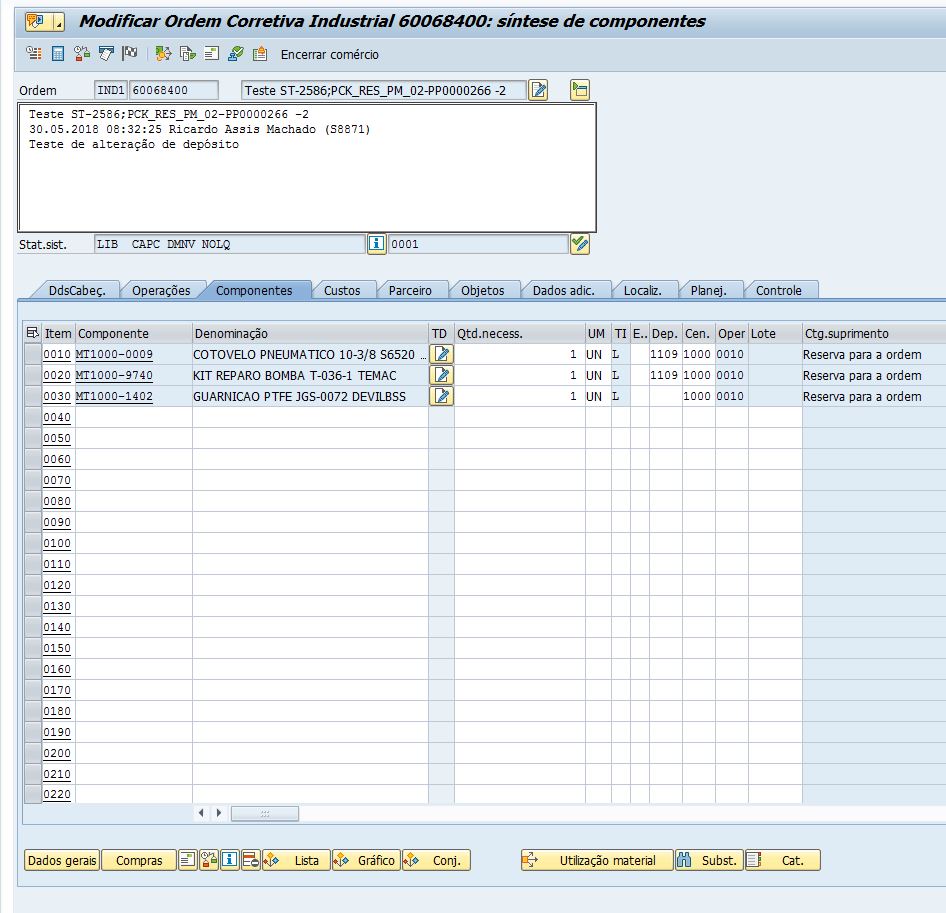 Modificar Ordem Corretiva Industrial 60068400: síntese de componentes
Encerrar comércio
Ordem IND1 60068400 Teste ST-2586;PCK_RES_PM_02-PP0000266 -2
Teste ST-2586;PCK_RES_PM_02-PP0000266 -2
30.05.2018 08:32:25 Ricardo Assis Machado (S8871)
Teste de alteração de depósito
Stat.sist. LIB CAPC DMNV NOLQ 0001
DdsCabeç. Operações Componentes Custos Parceiro Objetos Dados adic. Localiz. Planej. Controle
Item Componente Denominação TD Qtd.necess. UM TI E.. Dep. Cen. Oper Lote Ctg.suprimento
0010 MT1000-0009 COTOVELO PNEUMATICO 10-3/8 S6520 ... 1 UN L 1109 1000 0010 Reserva para a ordem
0020 MT1000-9740 KIT REPARO BOMBA T-036-1 TEMAC 1 UN L 1109 1000 0010 Reserva para a ordem
0030 MT1000-1402 GUARNICAO PTFE JGS-0072 DEVILBSS 1 UN L 1000 0010 Reserva para a ordem
0040
0050
0060
0070
0080
0090
0100
0110
0120
0130
0140
0150
0160
0170
0180
0190
0200
0210
0220
Dados gerais Compras Lista Gráfico Conj. Utilização material Subst. Cat.